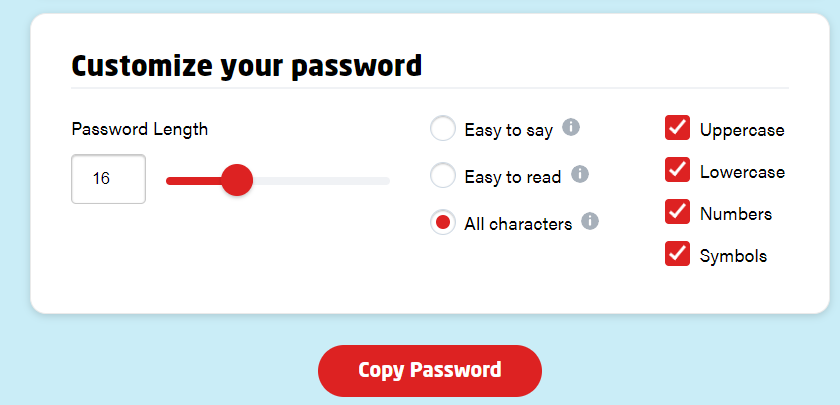 Customize your password
Password Length
16
Easy to say
Easy to read
All characters
Uppercase
Lowercase
Numbers
Symbols
Copy Password